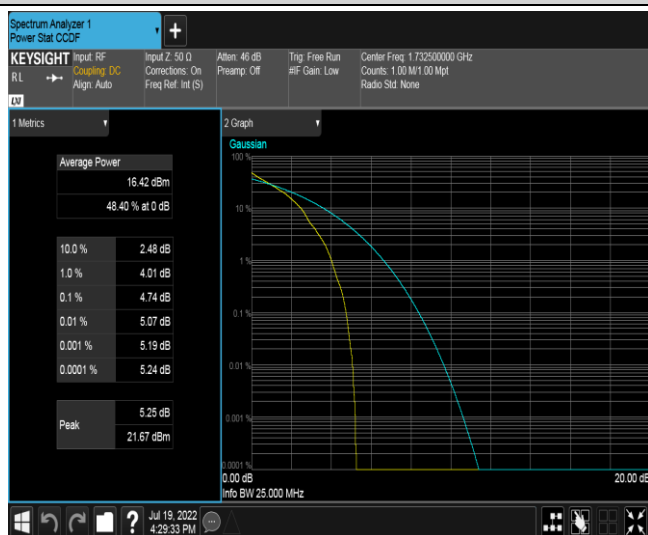 Spectrum Analyzer 1
Power Stat CCDF
KEYSIGHT
RL
LXI
Input: RF
Coupling: DC
Align: Auto
Input Z: 50 Ω
Corrections: On
Freq Ref: Int (S)
Atten: 46 dB
Preamp: Off
Trig: Free Run
#IF Gain: Low
Center Freq: 1.732500000 GHz
Counts: 1.00 M/1.00 Mpt
Radio Std: None
1 Metrics
Average Power
16.42 dBm
48.40 % at 0 dB
10.0 % 2.48 dB
1.0 % 4.01 dB
0.1 % 4.74 dB
0.01 % 5.07 dB
0.001 % 5.19 dB
0.0001 % 5.24 dB
Peak
5.25 dB
21.67 dBm
2 Graph
Gaussian
100 %
10 %
1 %
0.1 %
0.01 %
0.001 %
0.0001 %
0.00 dB 20.00 dB
Info BW 25.000 MHz
?
Jul 19, 2022
4:29:33 PM